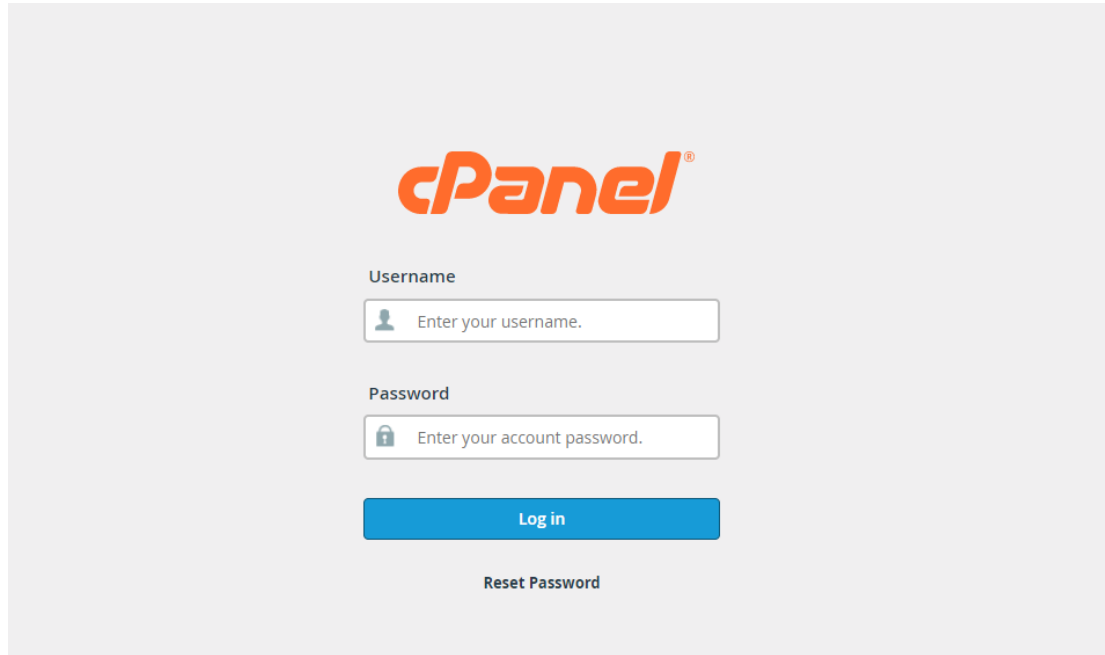 cPanel®
Username
Enter your username.
Password
Enter your account password.
Log in
Reset Password